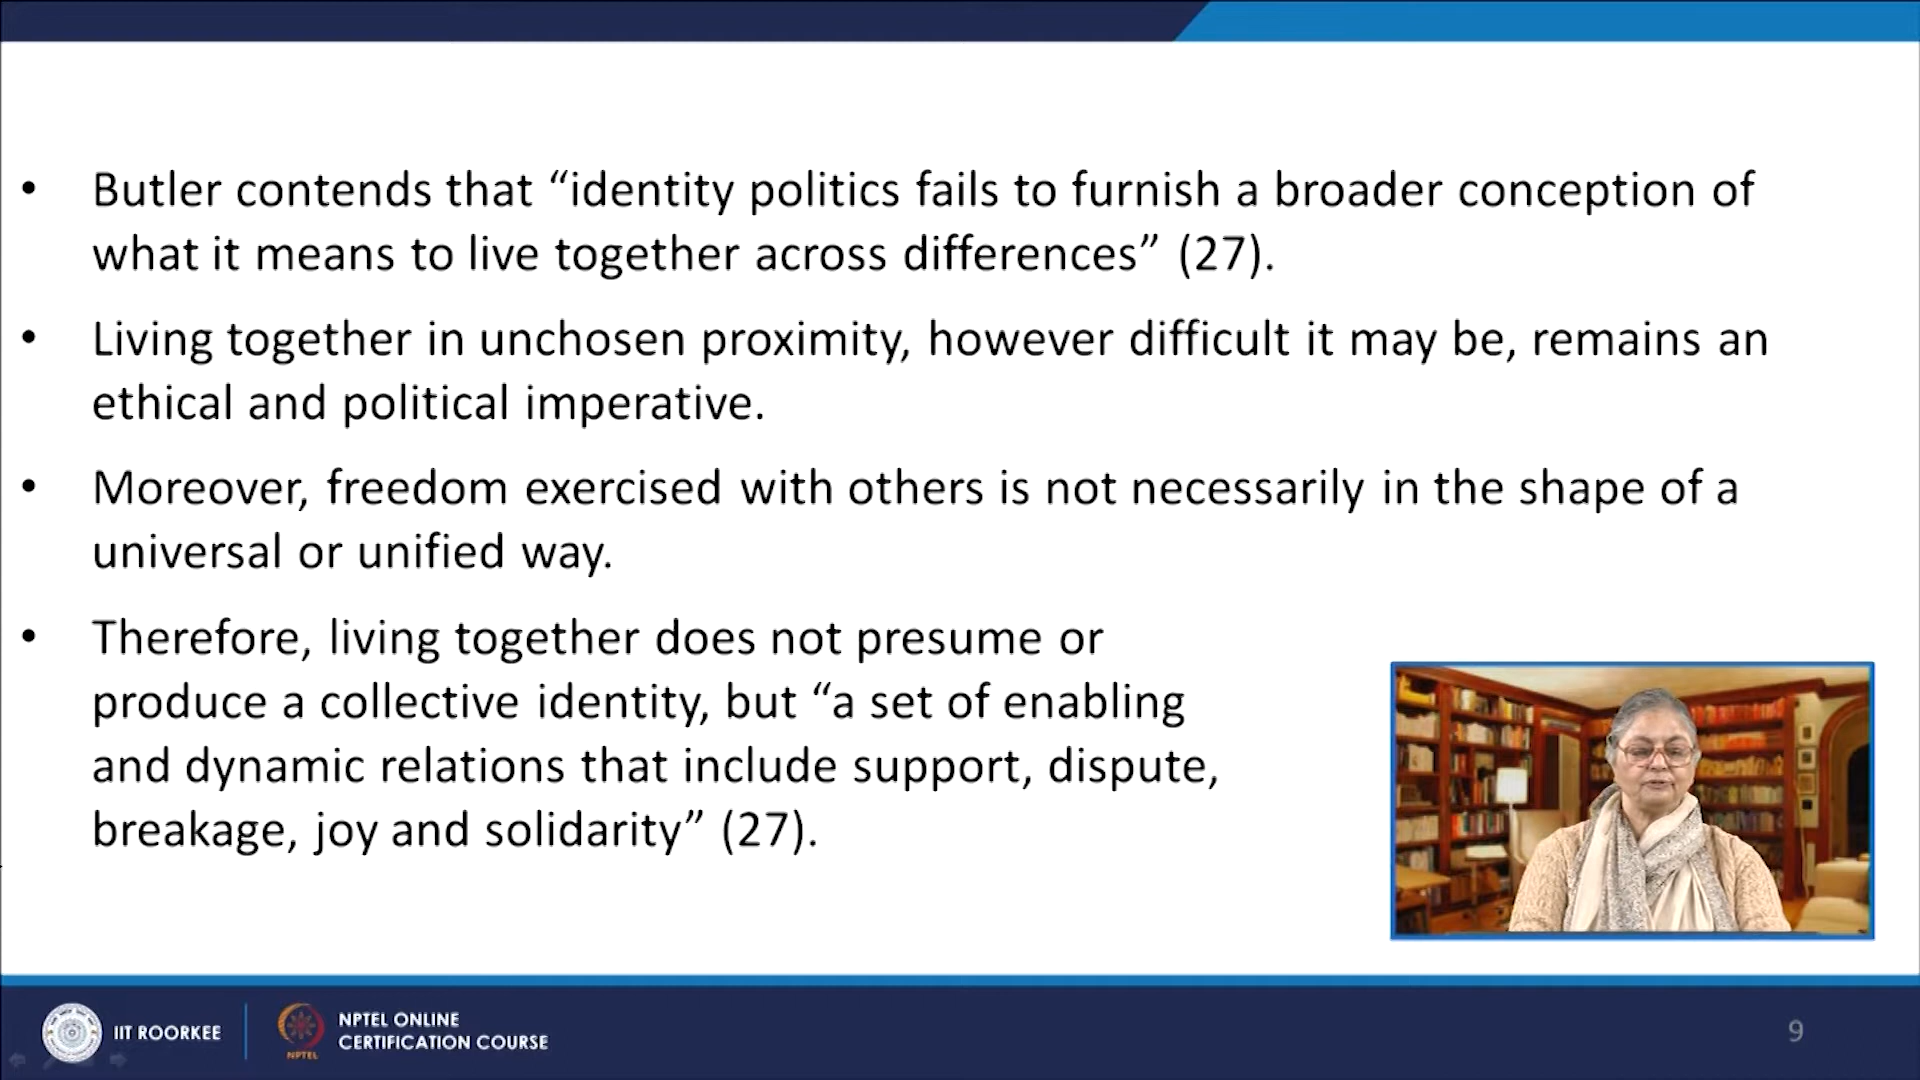 • Butler contends that “identity politics fails to furnish a broader conception of
what it means to live together across differences” (27).
• Living together in unchosen proximity, however difficult it may be, remains an
ethical and political imperative.
• Moreover, freedom exercised with others is not necessarily in the shape of a
universal or unified way.
• Therefore, living together does not presume or
produce a collective identity, but “a set of enabling
and dynamic relations that include support, dispute,
breakage, joy and solidarity” (27).
IIT ROORKEE
NPTEL
NPTEL ONLINE
CERTIFICATION COURSE
9